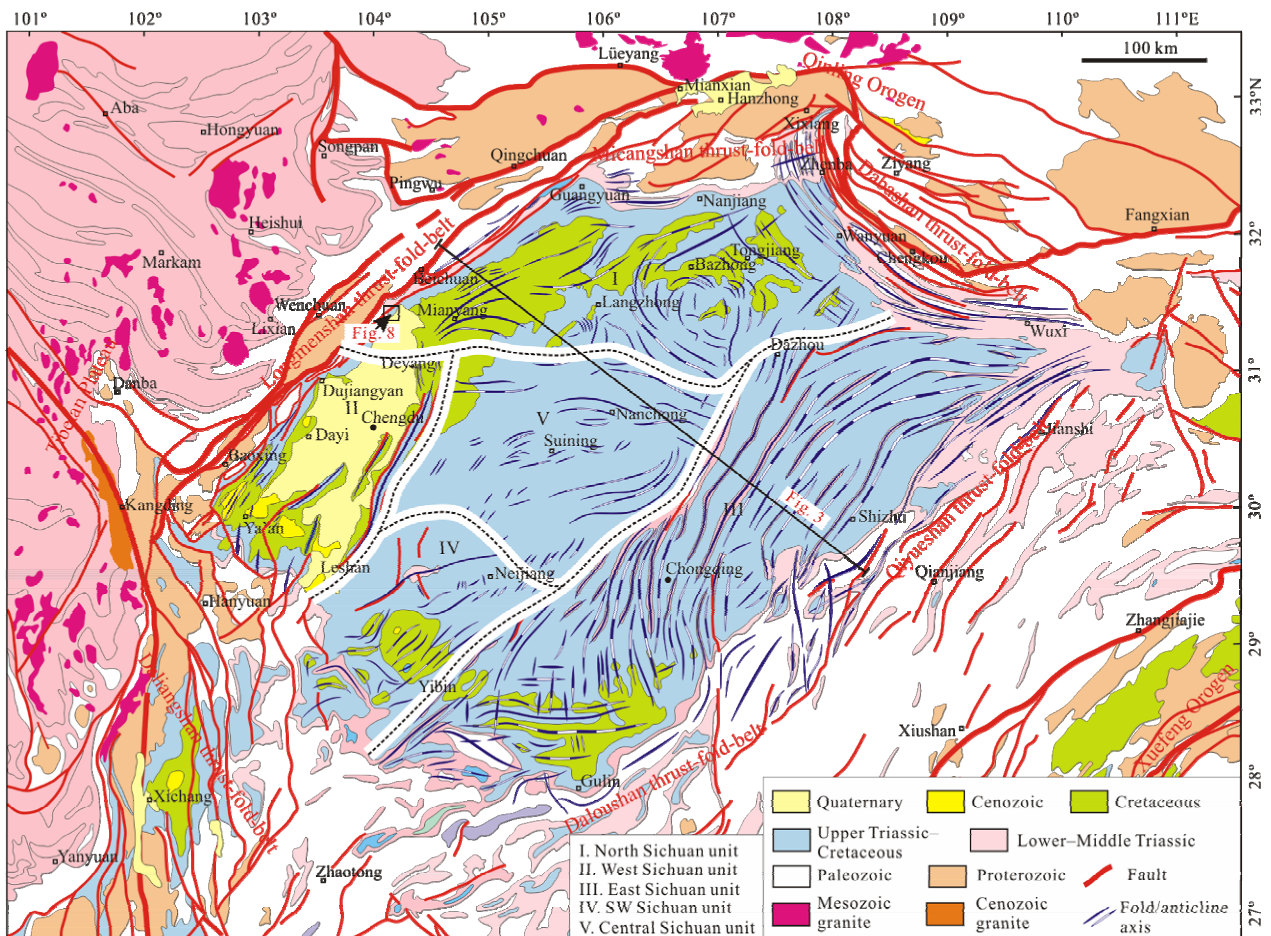 101°E 102° 103° 104° 105° 106° 107° 108° 109° 110° 111°E
100 km
33°N
32°
31°
30°
29°
28°
27°
Lüeyang
Qinling Orogen
Mianxian
Hanzhong
Aba
Hongyuan
Songpan
Xixiang
Qingchuan
Micangshan thrust-fold-belt
Zhenba
Ziyang
Pingwu
Guangyuan
Nanjiang
Dabashan thrust-fold-belt
Fangxian
Heishui
Markam
Wanyuan
Chengkou
Tongjiang
Bazhong
I
Beichuan
Longmenshan thrust-fold-belt
Langzhong
Wenchuan
Lixian
Mianyang
Fig. 8
Wuxi
Dazhou
Deyang
Tibetan Plateau
Danba
Dujiangyan
II
Chengdu
Dayi
V
Nanchong
Suining
Jianshi
Baoxing
Kangding
Ya'an
Fig. 3
III
Shizhu
Qiyueshan thrust-fold-belt
IV
Leshan
Neijiang
Chongqing
Qianjiang
Hanyuan
Zhangjiajie
Daliangshan thrust-fold-belt
Yibin
Xiushan
Xuefeng Orogen
Gulin
Daloushan thrust-fold-belt
Xichang
Yanyuan
Zhaotong
I. North Sichuan unit
II. West Sichuan unit
III. East Sichuan unit
IV. SW Sichuan unit
V. Central Sichuan unit
Quaternary
Cenozoic
Cretaceous
Upper Triassic–
Cretaceous
Lower–Middle Triassic
Paleozoic
Proterozoic
Fault
Mesozoic
granite
Cenozoic
granite
Fold/anticline
axis